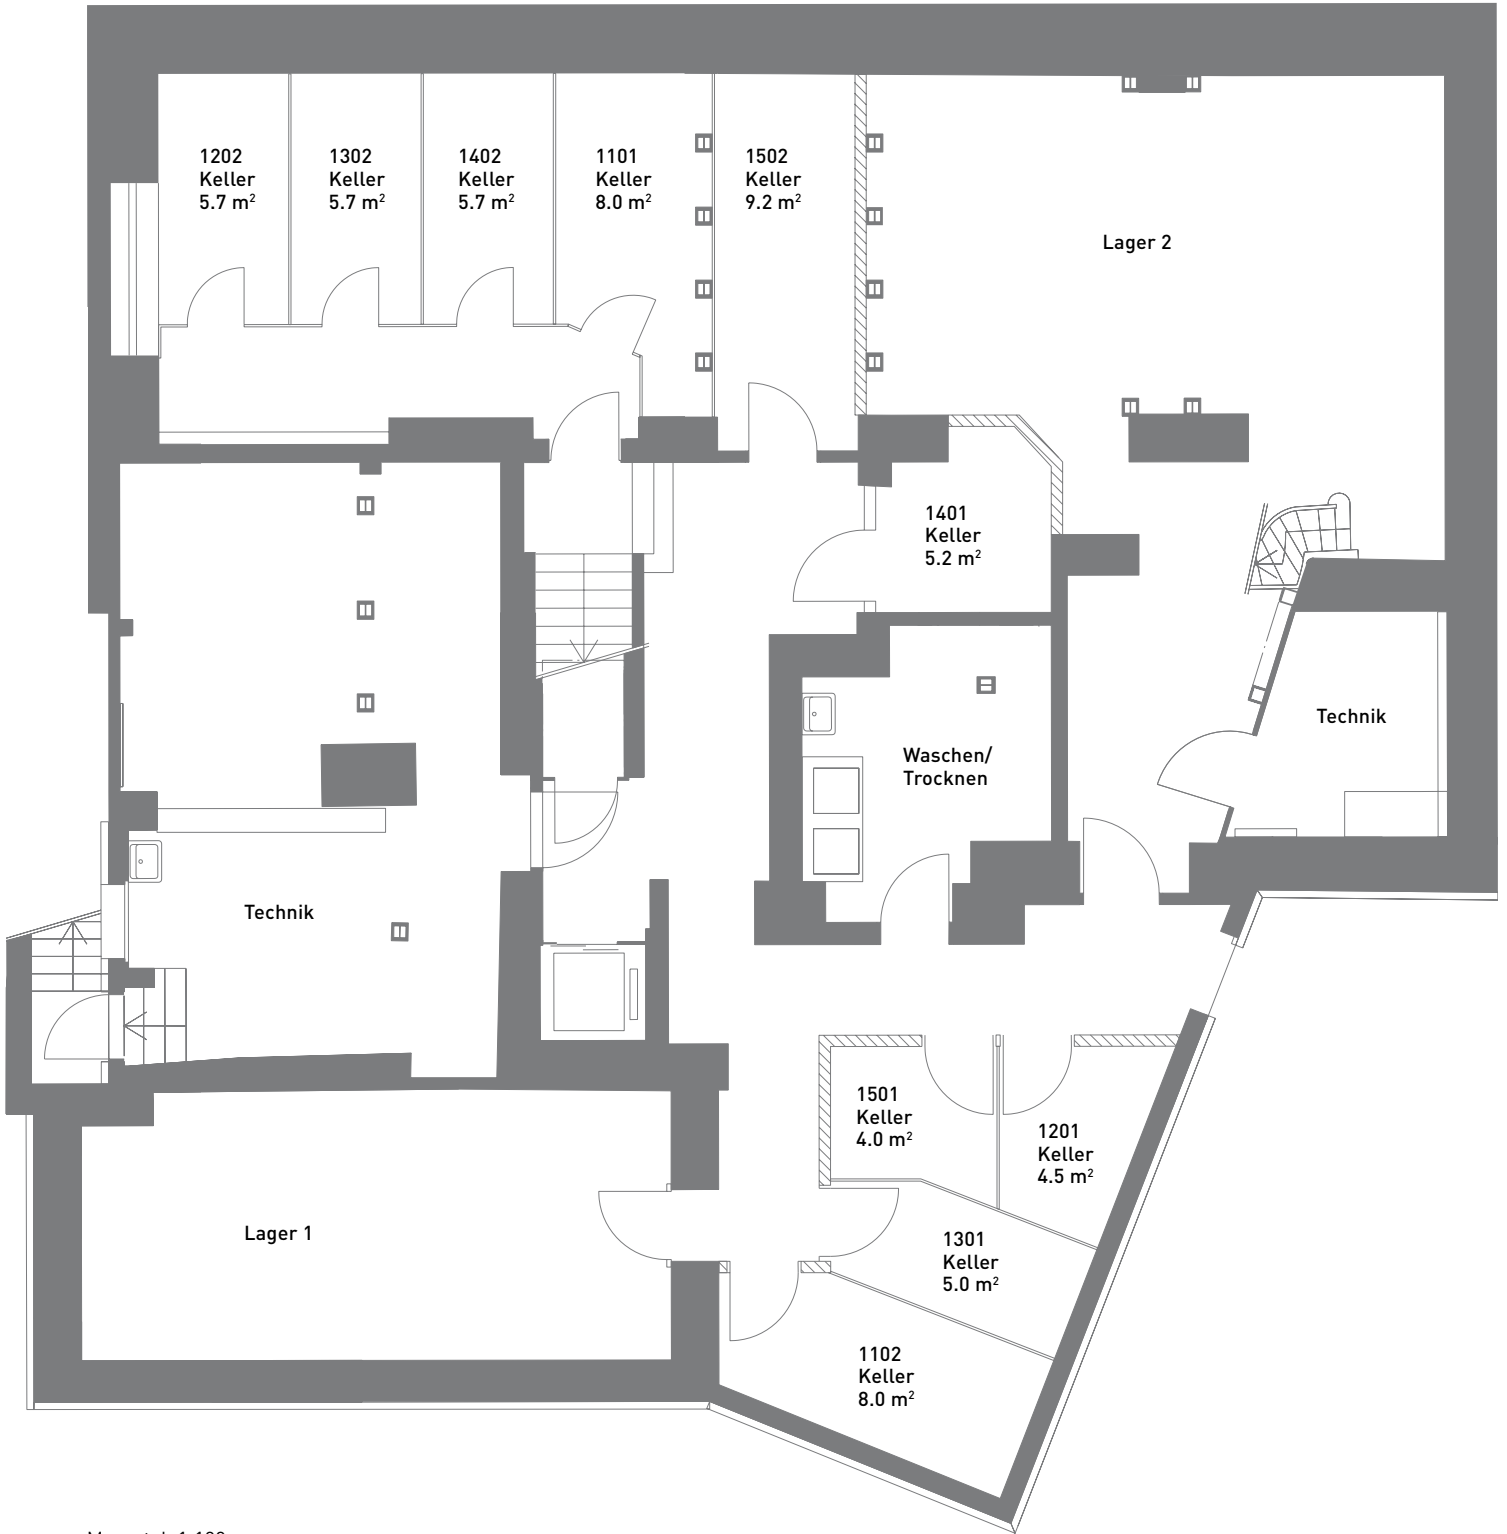 1202
Keller
5.7 m²
1302
Keller
5.7 m²
1402
Keller
5.7 m²
1101
Keller
8.0 m²
1502
Keller
9.2 m²
Lager 2
1401
Keller
5.2 m²
Technik
Waschen/
Trocknen
Technik
1501
Keller
4.0 m²
1201
Keller
4.5 m²
Lager 1
1301
Keller
5.0 m²
1102
Keller
8.0 m²